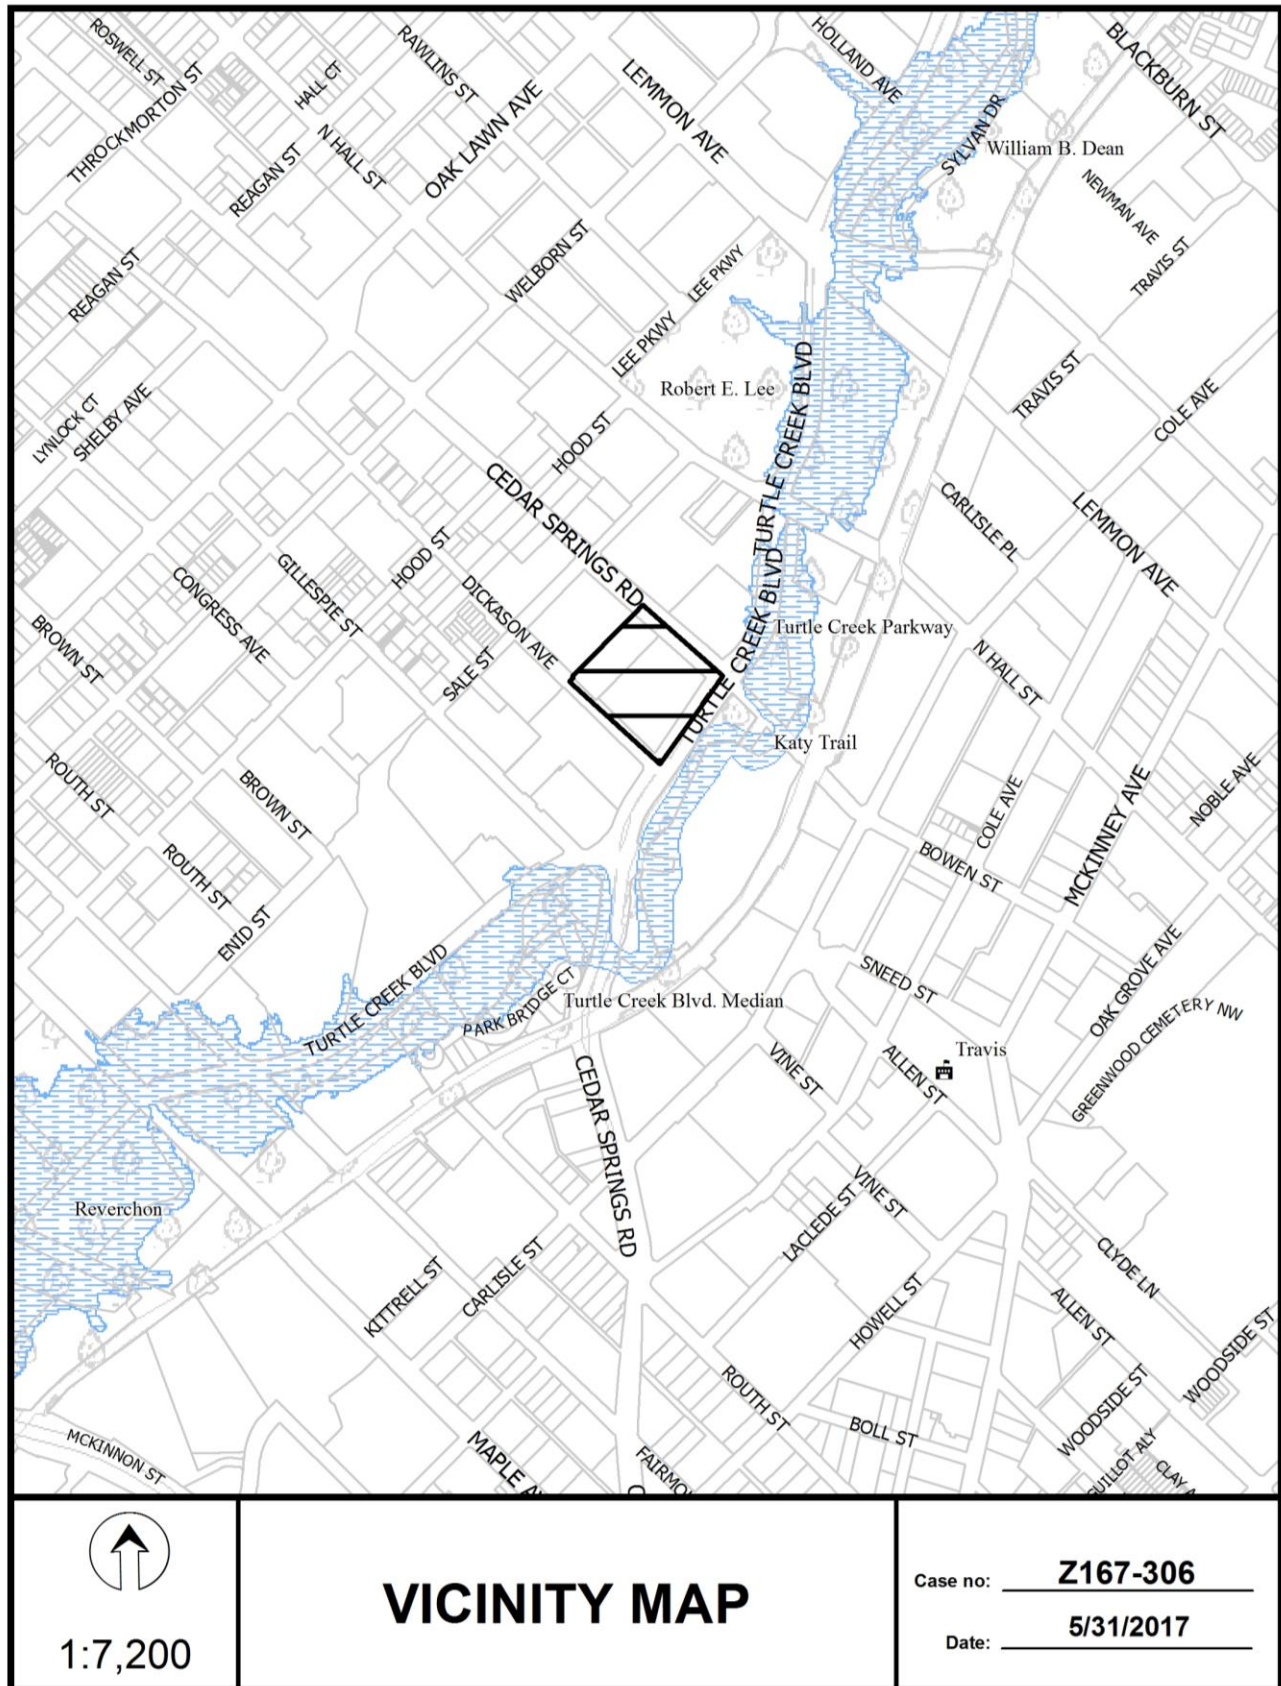 ROSWELL ST
THROCKMORTON ST
HALL CT
RAWLINS ST
N HALL ST
REAGAN ST
OAK LAWN AVE
LEMMON AVE
HOLLAND AVE
SYLVAN DR
BLACKBURN ST
William B. Dean
NEWMAN AVE
TRAVIS ST
REAGAN ST
WELBORN ST
LEE PKWY
LEE PKWY
Robert E. Lee
TURTLE CREEK BLVD
TRAVIS ST
COLE AVE
LYNLOCK CT
SHELBY AVE
HOOD ST
CEDAR SPRINGS RD
CARLISLE PL
LEMMON AVE
HOOD ST
GILLESPIE ST
CONGRESS AVE
DICKASON AVE
SALE ST
BROWN ST
TURTLE CREEK BLVD
Turtle Creek Parkway
N HALL ST
TURTLE CREEK BLVD
Katy Trail
ROUTH ST
BROWN ST
COLE AVE
MCKINNEY AVE
NOBLE AVE
BOWEN ST
ROUTH ST
ENID ST
TURTLE CREEK BLVD
PARK BRIDGE CT
Turtle Creek Blvd. Median
SNEED ST
OAK GROVE AVE
GREENWOOD CEMETERY NW
VINE ST
ALLEN ST
Travis
CEDAR SPRINGS RD
Reverchon
VINE ST
LACLEDE ST
KITTRELL ST
CARLISLE ST
HOWELL ST
CLYDE LN
ALLEN ST
WOODSIDE ST
WOODSIDE ST
ROUTH ST
BOLL ST
MCKINNON ST
MAPLE A
FAIRMO
C
GUILLOT ALY
CLAY A
1:7,200
VICINITY MAP
Case no: Z167-306
Date: 5/31/2017